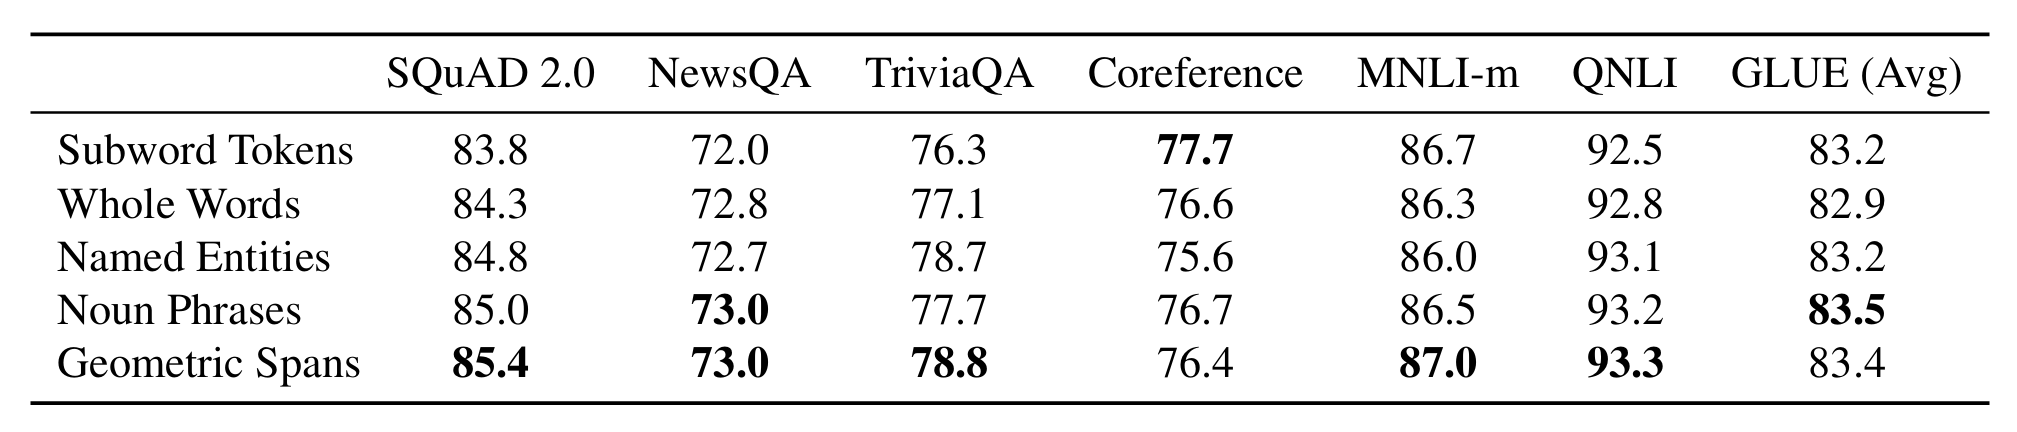 SQuAD 2.0 NewsQA TriviaQA Coreference MNLI-m QNLI GLUE (Avg)
Subword Tokens 83.8 72.0 76.3 77.7 86.7 92.5 83.2
Whole Words 84.3 72.8 77.1 76.6 86.3 92.8 82.9
Named Entities 84.8 72.7 78.7 75.6 86.0 93.1 83.2
Noun Phrases 85.0 73.0 77.7 76.7 86.5 93.2 83.5
Geometric Spans 85.4 73.0 78.8 76.4 87.0 93.3 83.4